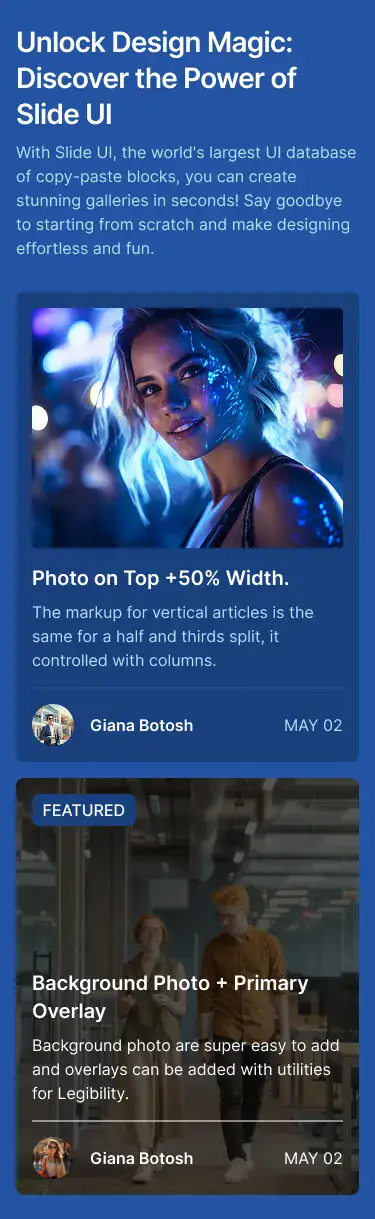 Unlock Design Magic:
Discover the Power of
Slide UI
With Slide UI, the world's largest UI database
of copy-paste blocks, you can create
stunning galleries in seconds! Say goodbye
to starting from scratch and make designing
effortless and fun.
Photo on Top +50% Width.
The markup for vertical articles is the
same for a half and thirds split, it
controlled with columns.
Giana Botosh MAY 02
FEATURED
Background Photo + Primary
Overlay
Background photo are super easy to add
and overlays can be added with utilities
for Legibility.
Giana Botosh MAY 02